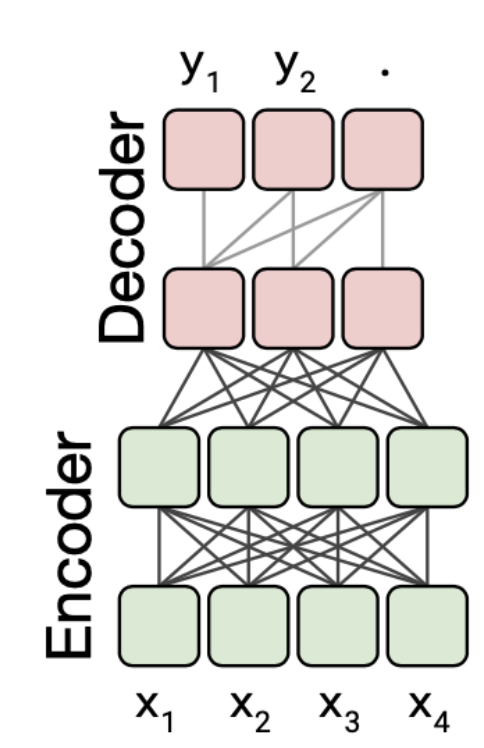 y₁ y₂ .
Decoder
Encoder
x₁ x₂ x₃ x₄